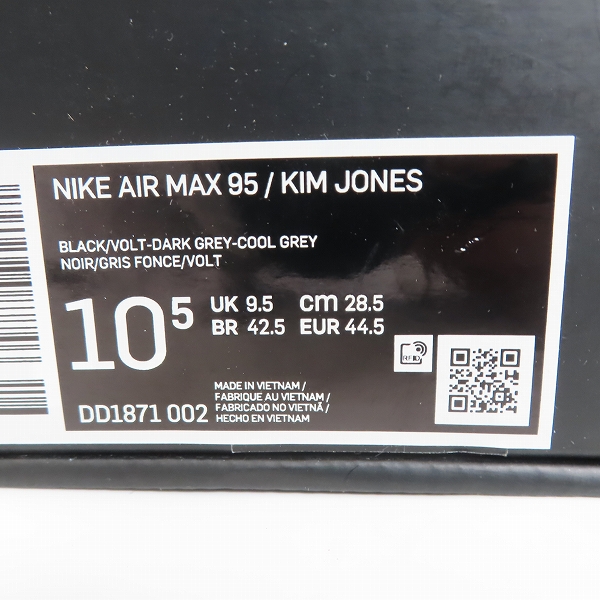 NIKE AIR MAX 95 / KIM JONES
BLACK/VOLT-DARK GREY-COOL GREY
NOIR/GRIS FONCE/VOLT
10⁵
UK 9.5 cm 28.5
BR 42.5 EUR 44.5
RFID
DD1871 002
MADE IN VIETNAM /
FABRIQUE AU VIETNAM /
FABRICADO NO VIETNÃ /
HECHO EN VIETNAM